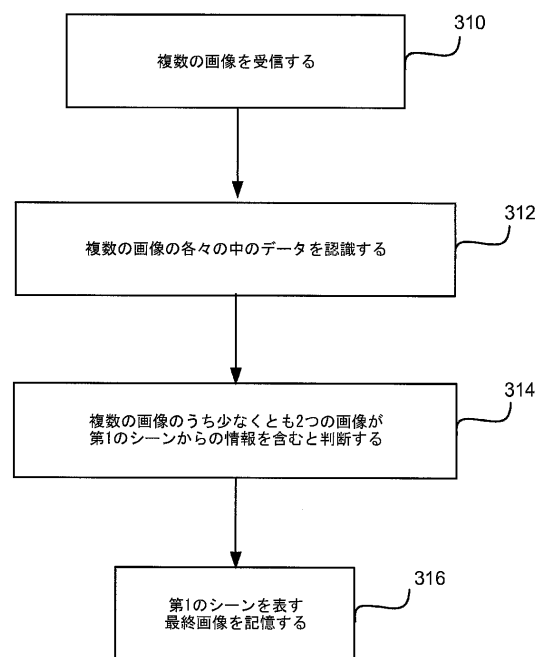 310
複数の画像を受信する
312
複数の画像の各々の中のデータを認識する
314
複数の画像のうち少なくとも2つの画像が
第1のシーンからの情報を含むと判断する
316
第1のシーンを表す
最終画像を記憶する